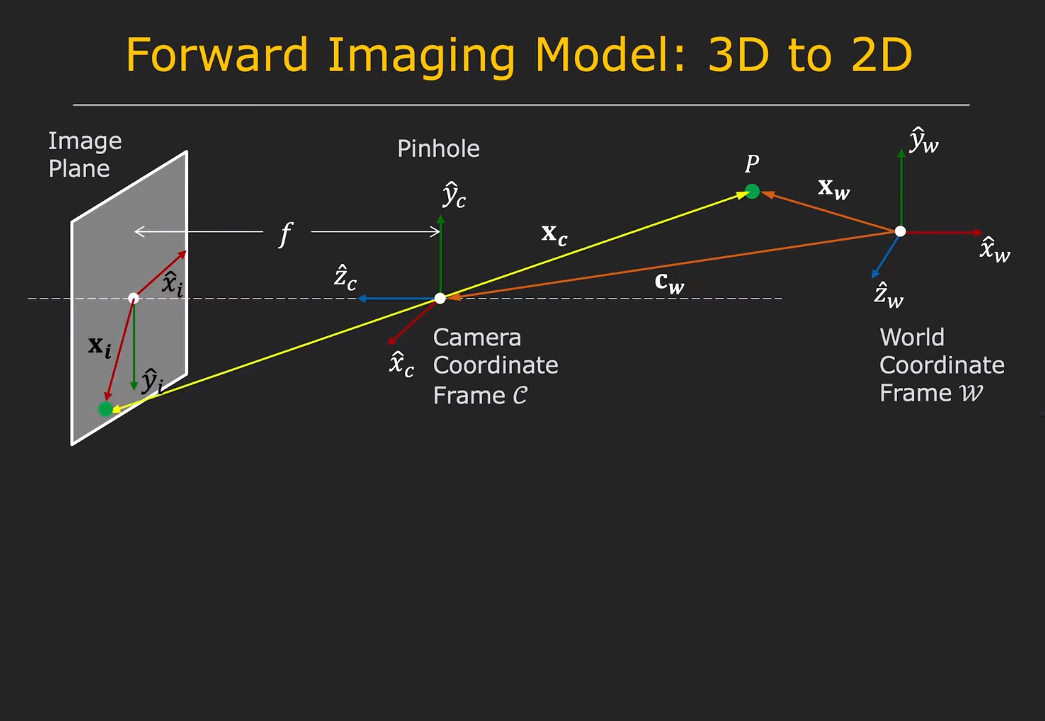 Forward Imaging Model: 3D to 2D
Image
Plane
Pinhole
P
ŷ_w
ŷ_c
𝐱_w
f
𝐱_c
x̂_w
x̂_i
ẑ_c
𝐜_w
ẑ_w
𝐱_i
x̂_c
ŷ_i
Camera
Coordinate
Frame 𝒞
World
Coordinate
Frame 𝒲